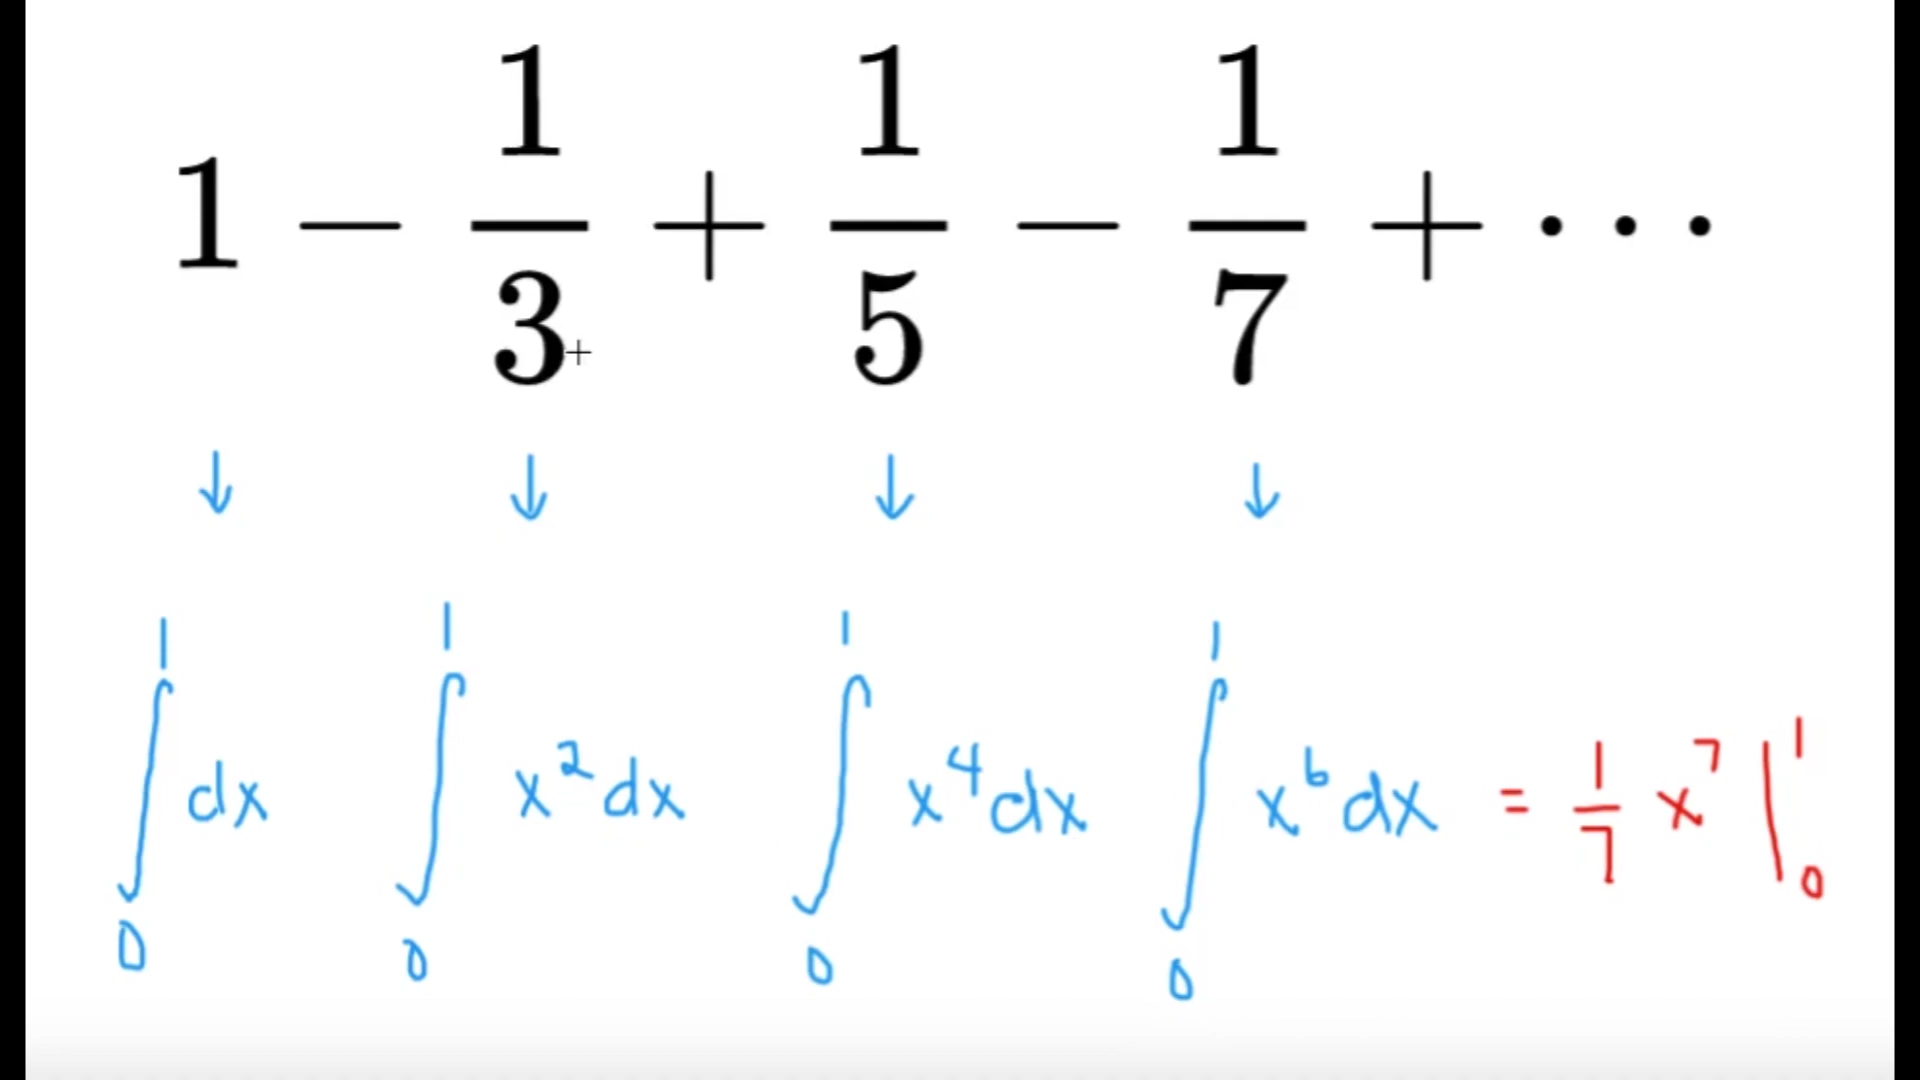 1 − 1/3 + 1/5 − 1/7 + ···
↓ ↓ ↓ ↓
∫₀¹ dx ∫₀¹ x² dx ∫₀¹ x⁴ dx ∫₀¹ x⁶ dx = 1/7 x⁷ |₀¹